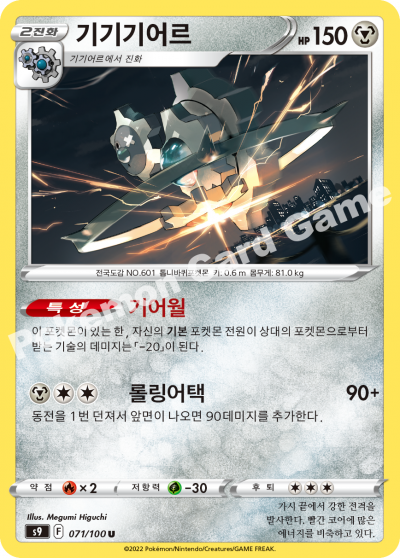 2진화
기기기어르
HP 150
기기어르에서 진화
전국도감 NO.601 톱니바퀴포켓몬 키: 0.6 m 몸무게: 81.0 kg
Pokémon Card Game
특성 기어월
이 포켓몬이 있는 한, 자신의 기본 포켓몬 전원이 상대의 포켓몬으로부터
받는 기술의 데미지는 「-20」이 된다.
롤링어택 90+
동전을 1번 던져서 앞면이 나오면 90데미지를 추가한다.
약점 ×2 저항력 -30 후퇴
Illus. Megumi Higuchi
s9 F 071/100 U
가시 끝에서 강한 전격을
발사한다. 빨간 코어에 많은
에너지를 비축하고 있다.
©2022 Pokémon/Nintendo/Creatures/GAME FREAK.